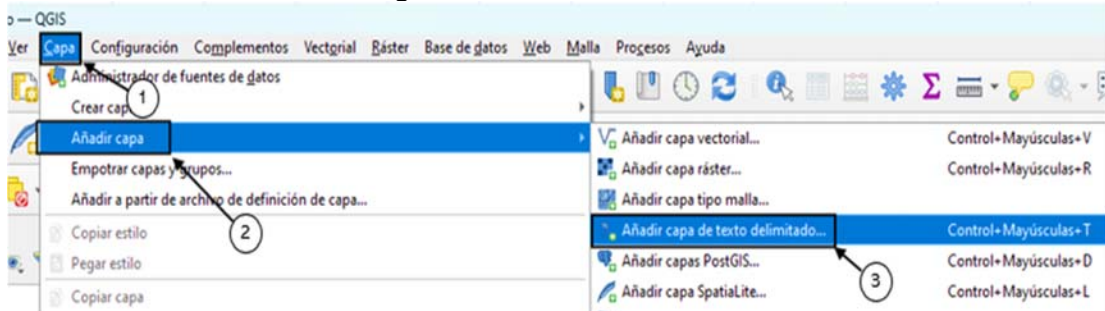 o — QGIS
Ver Capa Configuración Complementos Vectorial Ráster Base de datos Web Malla Procesos Ayuda
Administrador de fuentes de datos
1
Crear cap
Añadir capa
Añadir capa vectorial... Control+Mayúsculas+V
Empotrar capas y grupos...
Añadir capa ráster... Control+Mayúsculas+R
Añadir a partir de archivo de definición de capa...
Añadir capa tipo malla...
Copiar estilo
2
Añadir capa de texto delimitado... Control+Mayúsculas+T
Pegar estilo
Añadir capas PostGIS... Control+Mayúsculas+D
3
Copiar capa
Añadir capa SpatiaLite... Control+Mayúsculas+L